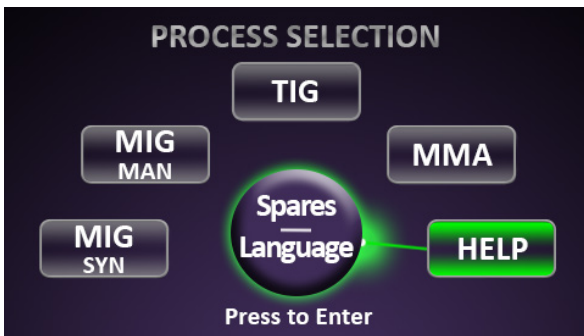 PROCESS SELECTION
TIG
MIG
MAN
MMA
MIG
SYN
Spares
Language
HELP
Press to Enter